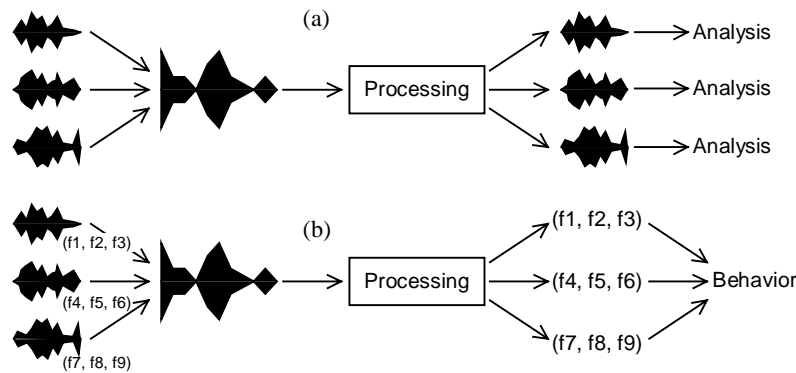 (a)
Analysis
Processing
Analysis
Analysis
(b)
(f1, f2, f3)
(f1, f2, f3)
Processing
(f4, f5, f6)
Behavior
(f4, f5, f6)
(f7, f8, f9)
(f7, f8, f9)